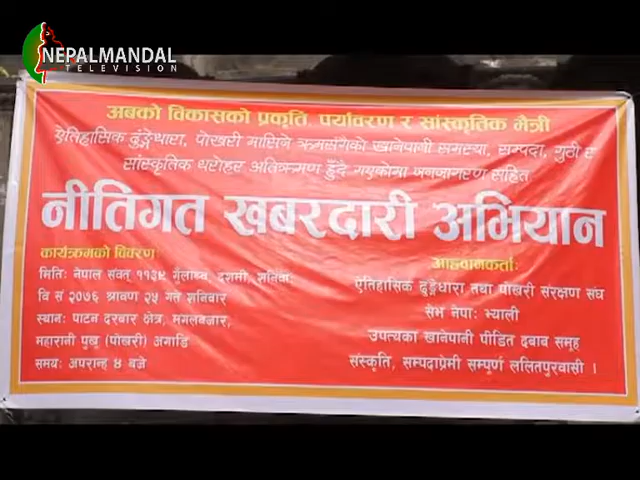 NEPALMANDAL
TELEVISION
अबको विकासको प्रकृति, पर्यावरण र सांस्कृतिक मैत्री
ऐतिहासिक ढुङ्गेधारा, पोखरी मासिने क्रमसँगैको खानेपानी समस्या, सम्पदा, गुठी र
सांस्कृतिक धरोहर अतिक्रमण हुँदै गएकोमा जनजागरण सहित
नीतिगत खबरदारी अभियान
कार्यक्रमको विवरण
मिति: नेपाल संवत् ११३९ गुंलाथ्व, दशमी, शनिवा:
वि सं २०७६ श्रावण २५ गते शनिबार
स्थान: पाटन दरबार क्षेत्र, मंगलबजार,
महारानी पुखू (पोखरी) अगाडि
समय: अपरान्ह ४ बजे
आह्वानकर्ता:
ऐतिहासिक ढुङ्गेधारा तथा पोखरी संरक्षण संघ
सेभ नेपा: भ्याली
उपत्यका खानेपानी पीडित दबाब समूह
संस्कृति, सम्पदाप्रेमी सम्पूर्ण ललितपुरवासी ।